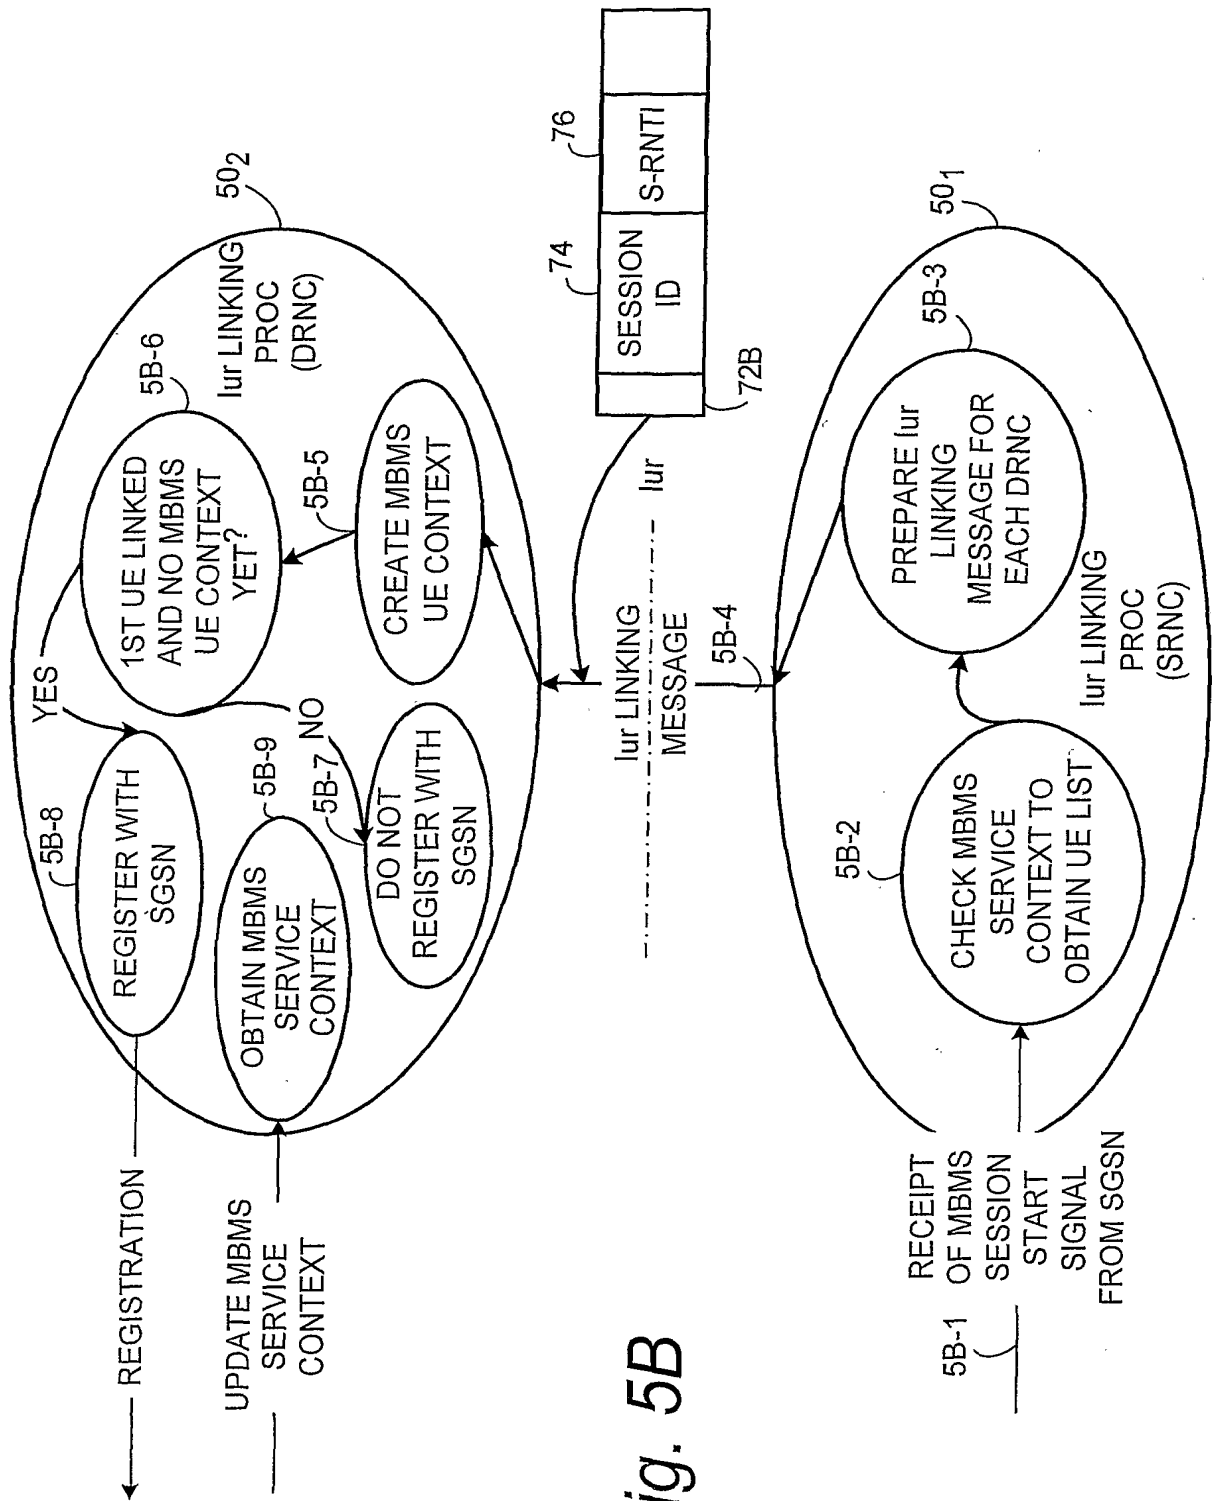 REGISTRATION
UPDATE MBMS
SERVICE
CONTEXT
5B-8
REGISTER WITH
SGSN
YES
1ST UE LINKED
AND NO MBMS
UE CONTEXT
YET?
5B-6
Iur LINKING
PROC
(DRNC)
50₂
OBTAIN MBMS
SERVICE
CONTEXT
5B-9
NO
5B-7
DO NOT
REGISTER WITH
SGSN
5B-5
CREATE MBMS
UE CONTEXT
Iur LINKING
MESSAGE
5B-4
Iur
72B
74
SESSION
ID
76
S-RNTI
5B-1
RECEIPT
OF MBMS
SESSION
START
SIGNAL
FROM SGSN
5B-2
CHECK MBMS
SERVICE
CONTEXT TO
OBTAIN UE LIST
PREPARE Iur
LINKING
MESSAGE FOR
EACH DRNC
5B-3
50₁
Iur LINKING
PROC
(SRNC)
ig. 5B